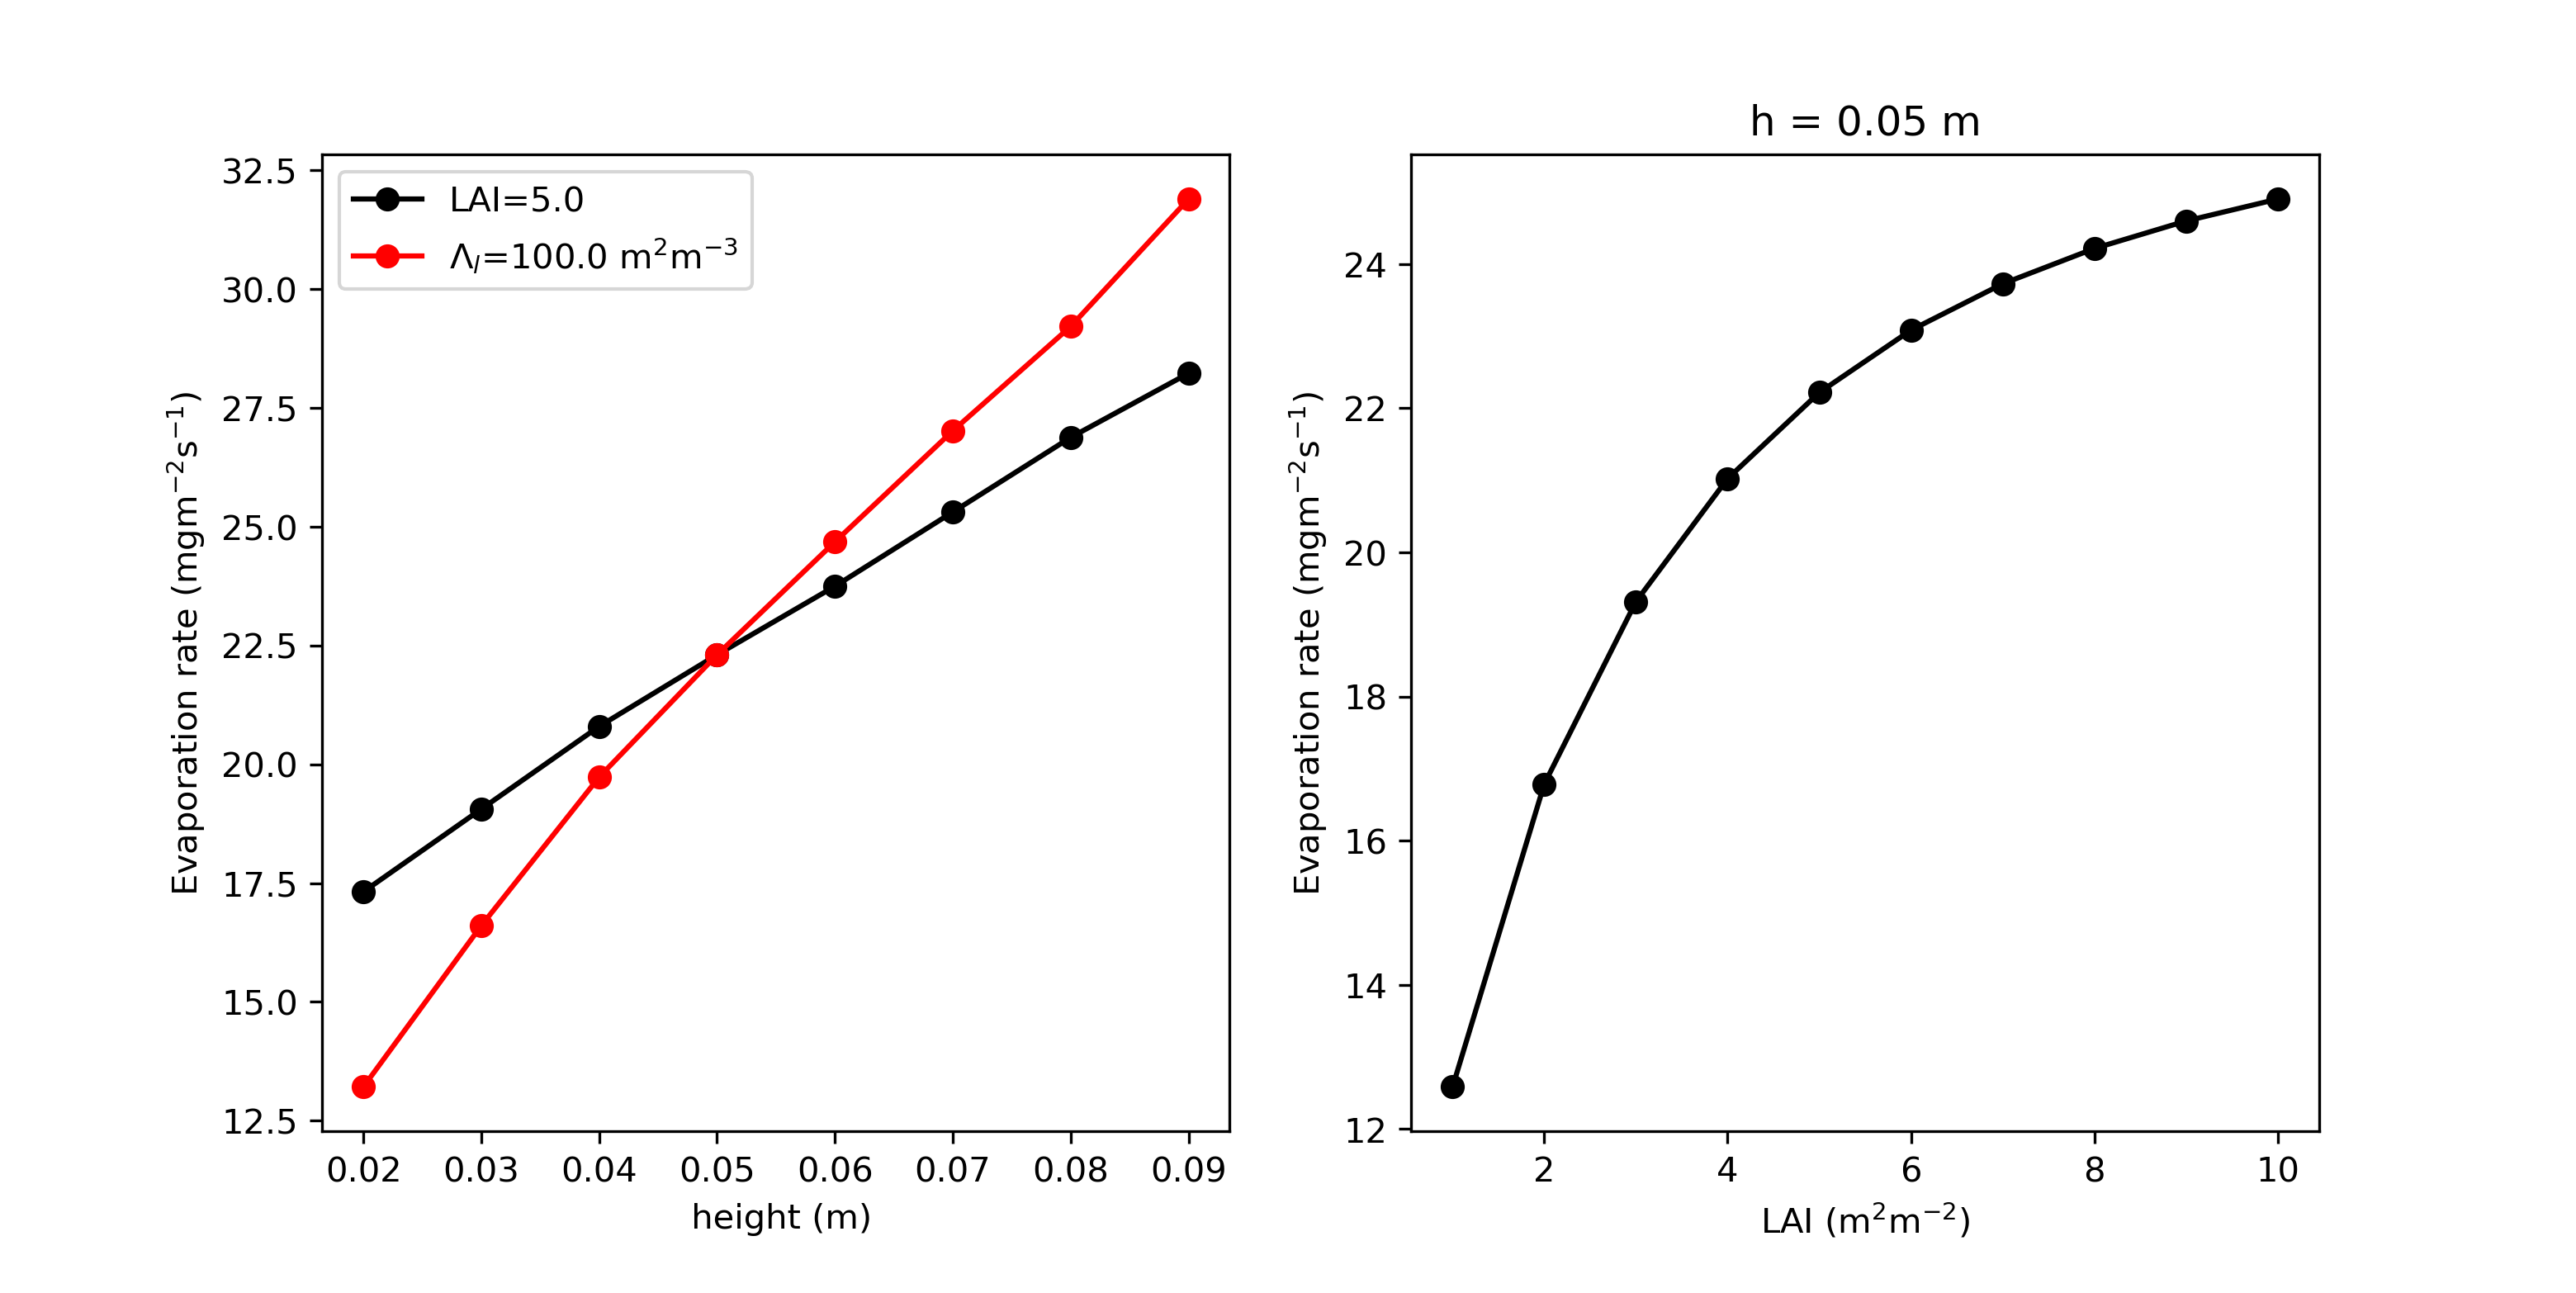 h = 0.05 m
32.5
30.0
27.5
25.0
22.5
20.0
17.5
15.0
12.5
Evaporation rate (mgm⁻²s⁻¹)
LAI=5.0
Λ_l=100.0 m²m⁻³
0.02 0.03 0.04 0.05 0.06 0.07 0.08 0.09
height (m)
24
22
20
18
16
14
12
Evaporation rate (mgm⁻²s⁻¹)
2 4 6 8 10
LAI (m²m⁻²)